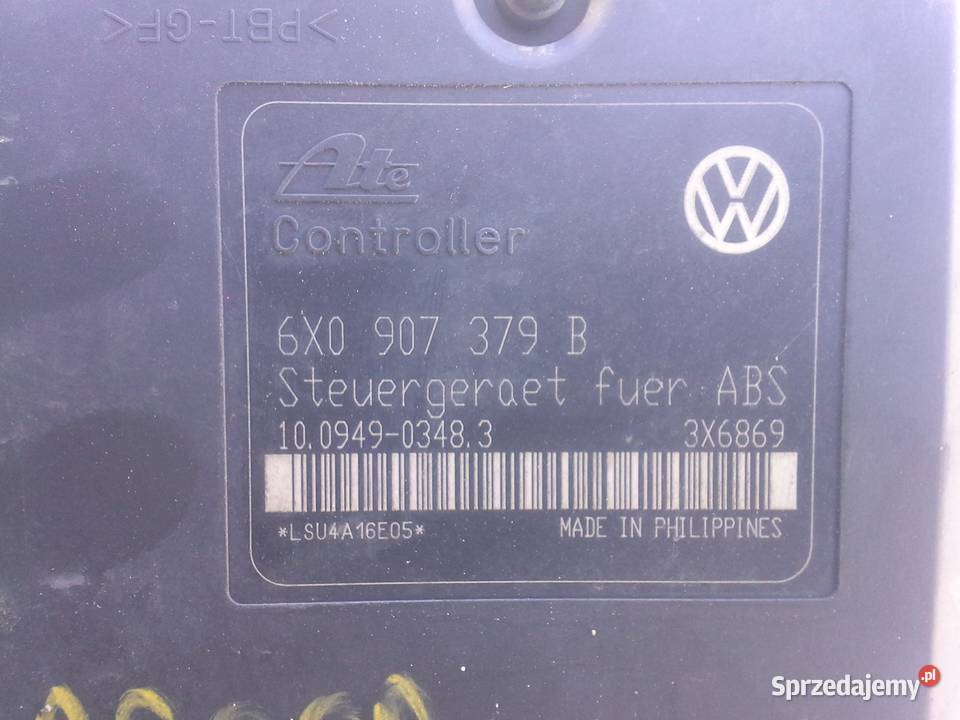 >PBT-GF<
Ate
Controller
6X0 907 379 B
Steuergeraet fuer ABS
10.0949-0348.3 3X6869
*LSU4A16E05* MADE IN PHILIPPINES
Sprzedajemy.pl